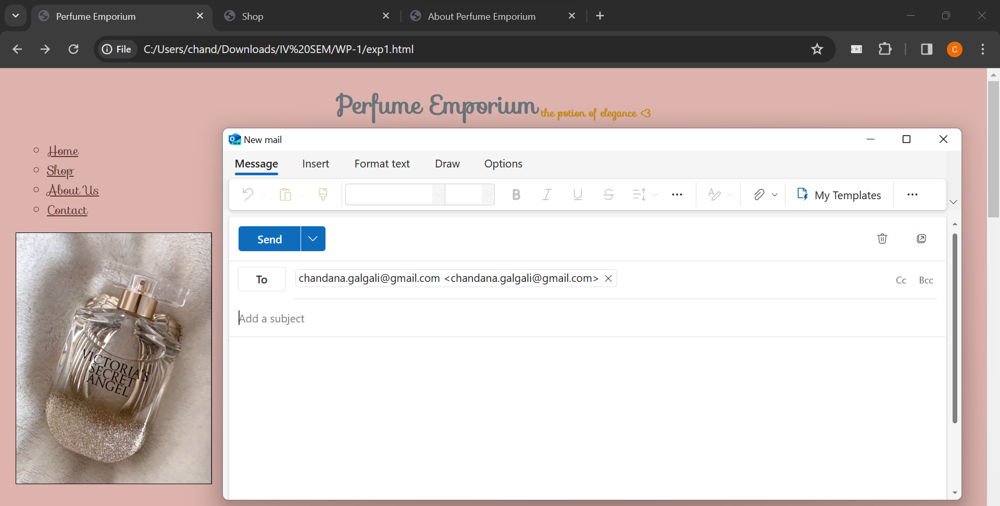 Perfume Emporium
Shop
About Perfume Emporium
File
C:/Users/chand/Downloads/IV%20SEM/WP-1/exp1.html
C
Perfume Emporium the potion of elegance <3
Home
Shop
About Us
Contact
VICTORIA'S
SECRET
ANGEL
New mail
Message Insert Format text Draw Options
B I U S
My Templates
Send
To
chandana.galgali@gmail.com <chandana.galgali@gmail.com>
Cc Bcc
Add a subject